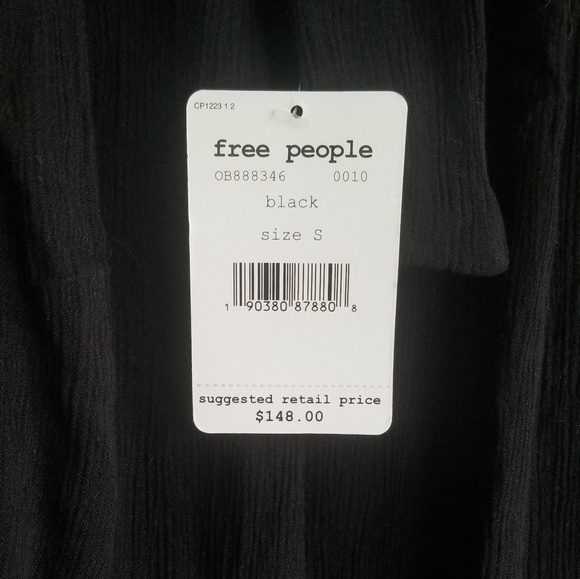 CP1223 1 2
free people
OB888346 0010
black
size S
1 90380 87880 8
suggested retail price
$148.00